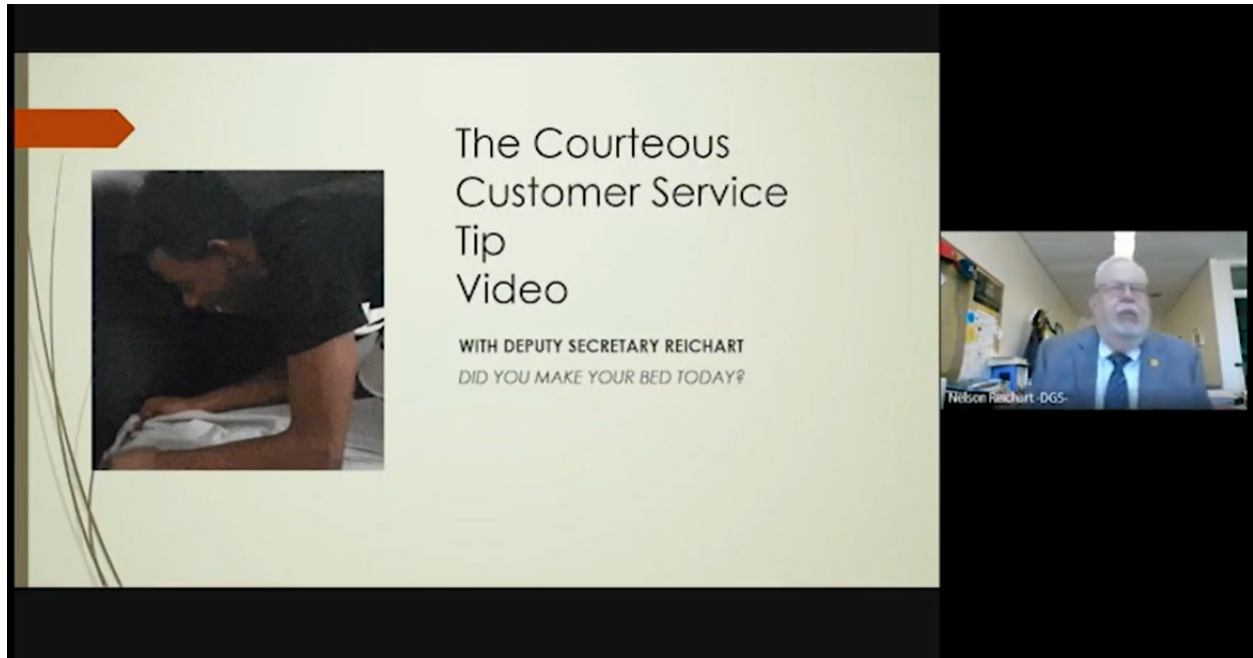 The Courteous
Customer Service
Tip
Video
WITH DEPUTY SECRETARY REICHART
DID YOU MAKE YOUR BED TODAY?
Nelson Reichart -DGS-